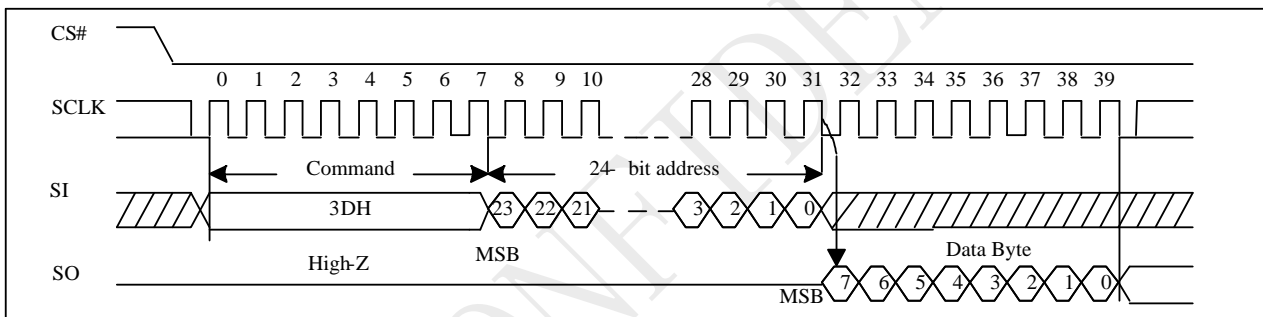 CS#
0 1 2 3 4 5 6 7 8 9 10 28 29 30 31 32 33 34 35 36 37 38 39
SCLK
Command 24- bit address
SI
3DH 23 22 21 3 2 1 0
MSB Data Byte
High-Z
SO
MSB 7 6 5 4 3 2 1 0